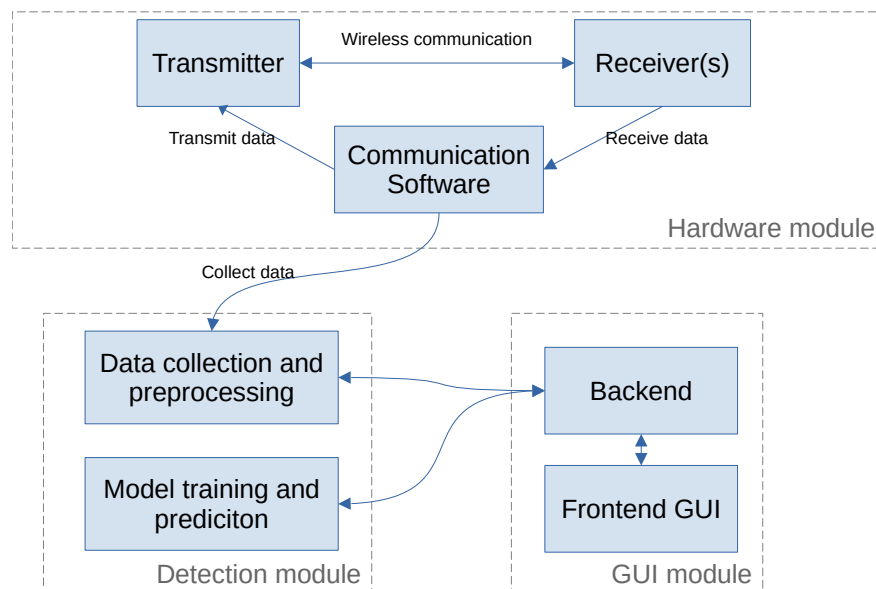 Wireless communication
Transmitter
Receiver(s)
Transmit data
Receive data
Communication
Software
Hardware module
Collect data
Data collection and
preprocessing
Backend
Model training and
prediciton
Frontend GUI
Detection module
GUI module